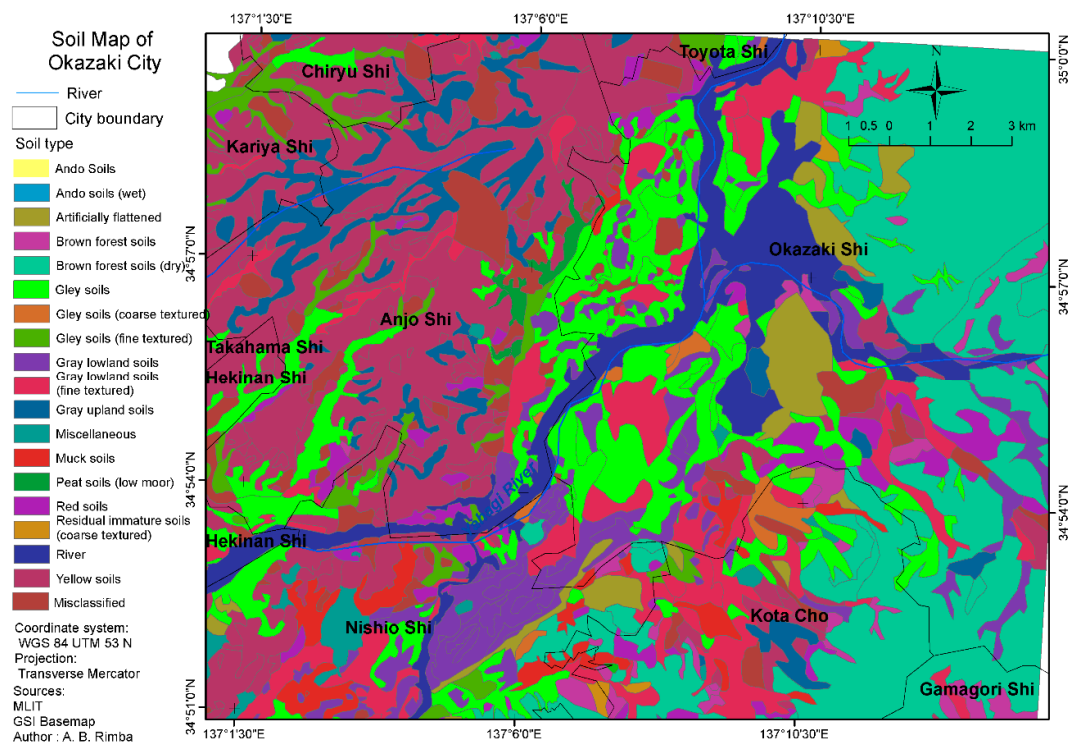 Soil Map of
Okazaki City
River
City boundary
Soil type
Ando Soils
Ando soils (wet)
Artificially flattened
Brown forest soils
Brown forest soils (dry)
Gley soils
Gley soils (coarse textured)
Gley soils (fine textured)
Gray lowland soils
Gray lowland soils
(fine textured)
Gray upland soils
Miscellaneous
Muck soils
Peat soils (low moor)
Red soils
Residual immature soils
(coarse textured)
River
Yellow soils
Misclassified
Coordinate system:
WGS 84 UTM 53 N
Projection:
Transverse Mercator
Sources:
MLIT
GSI Basemap
Author : A. B. Rimba
137°1'30"E
137°6'0"E
137°10'30"E
35°0'0"N
34°57'0"N
34°54'0"N
34°51'0"N
34°57'0"N
34°54'0"N
137°1'30"E
137°6'0"E
137°10'30"E
N
1 0.5 0 1 2 3 km
Toyota Shi
Chiryu Shi
Kariya Shi
Okazaki Shi
Anjo Shi
Takahama Shi
Hekinan Shi
River
Hekinan Shi
Nishio Shi
Kota Cho
Gamagori Shi